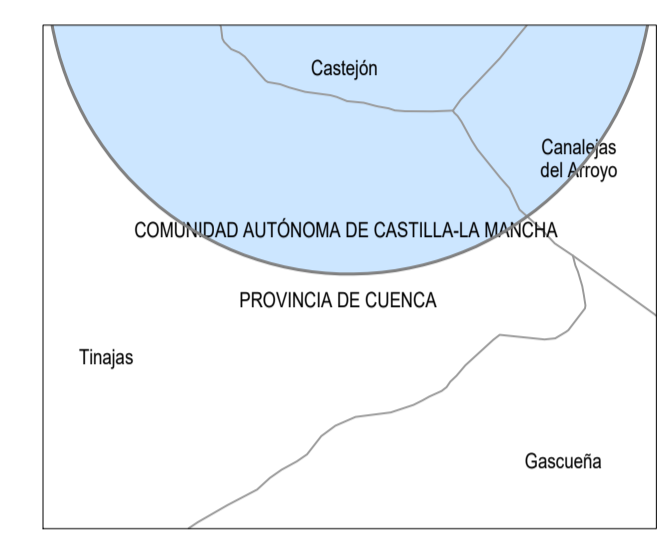 Castejón
Canalejas
del Arroyo
COMUNIDAD AUTÓNOMA DE CASTILLA-LA MANCHA
PROVINCIA DE CUENCA
Tinajas
Gascueña